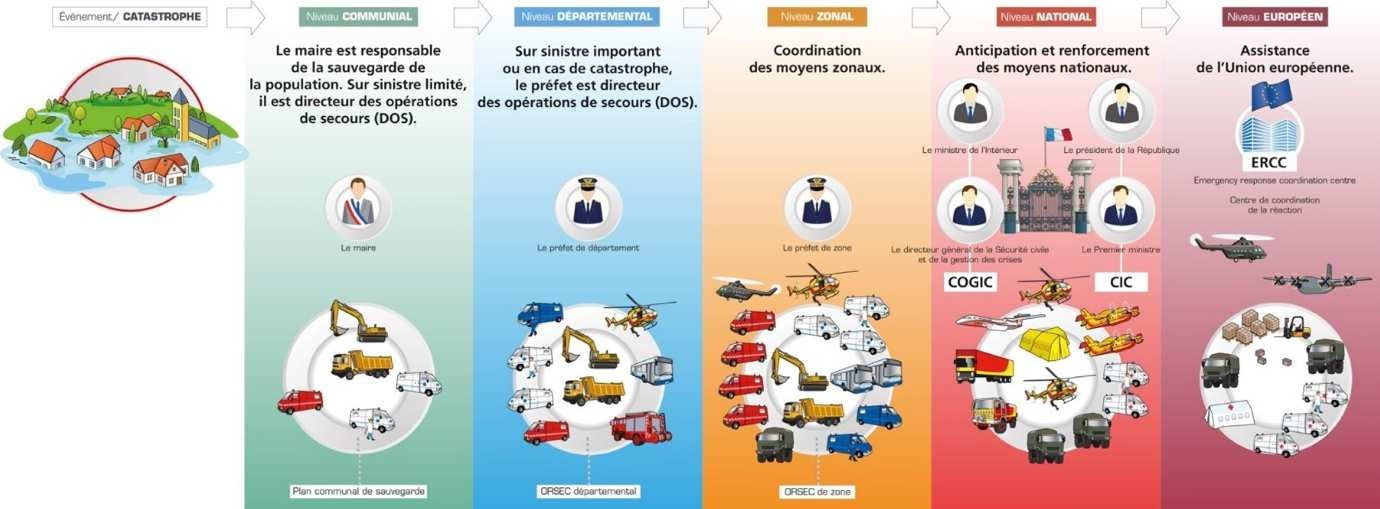 Évènement/ CATASTROPHE
Niveau COMMUNIAL
Le maire est responsable
de la sauvegarde de
la population. Sur sinistre limité,
il est directeur des opérations
de secours (DOS).
Le maire
Plan communal de sauvegarde
Niveau DÉPARTEMENTAL
Sur sinistre important
ou en cas de catastrophe,
le préfet est directeur
des opérations de secours (DOS).
Le préfet de département
ORSEC départemental
Niveau ZONAL
Coordination
des moyens zonaux.
Le préfet de zone
ORSEC de zone
Niveau NATIONAL
Anticipation et renforcement
des moyens nationaux.
Le ministre de l'Intérieur
Le président de la République
Le directeur général de la Sécurité civile
et de la gestion des crises
Le Premier ministre
COGIC
CIC
Niveau EUROPÉEN
Assistance
de l'Union européenne.
ERCC
Emergency response coordination centre
Centre de coordination
de la réaction